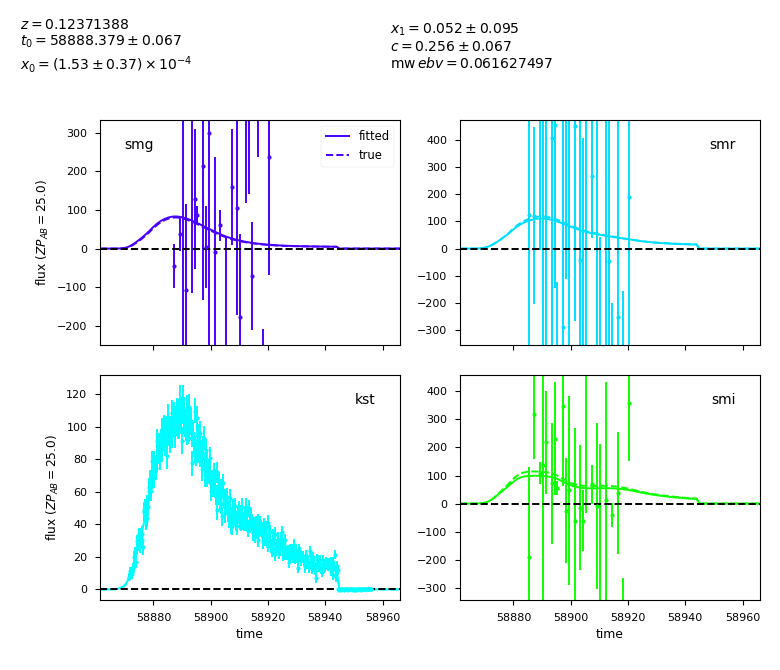 z = 0.12371388
t₀ = 58888.379 ± 0.067
x₀ = (1.53 ± 0.37) × 10⁻⁴
x₁ = 0.052 ± 0.095
c = 0.256 ± 0.067
mw ebv = 0.061627497
smg
fitted
true
300
200
100
0
−100
−200
flux (ZP_AB = 25.0)
smr
400
300
200
100
0
−100
−200
−300
kst
120
100
80
60
40
20
0
flux (ZP_AB = 25.0)
58880 58900 58920 58940 58960
time
smi
400
300
200
100
0
−100
−200
−300
58880 58900 58920 58940 58960
time